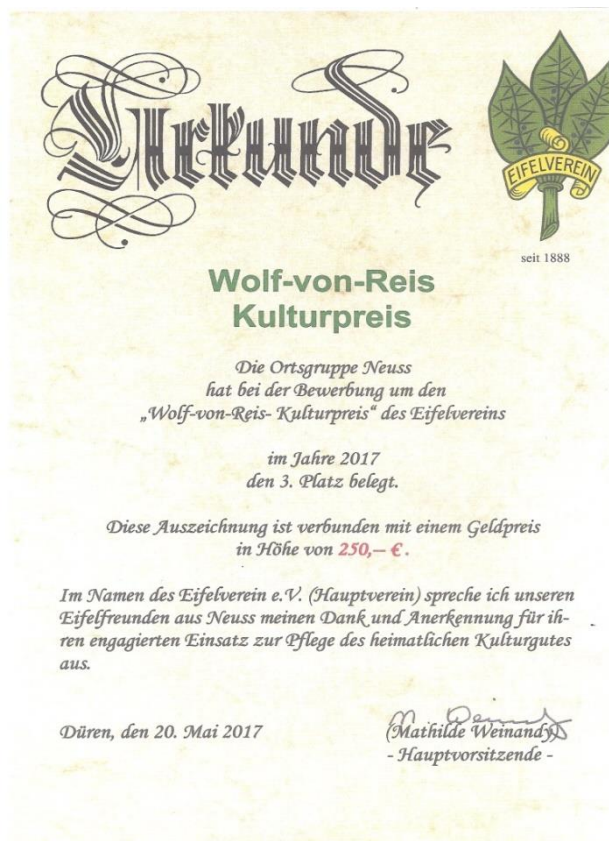 Urkunde
EIFELVEREIN
seit 1888
Wolf-von-Reis
Kulturpreis
Die Ortsgruppe Neuss
hat bei der Bewerbung um den
„Wolf-von-Reis- Kulturpreis“ des Eifelvereins
im Jahre 2017
den 3. Platz belegt.
Diese Auszeichnung ist verbunden mit einem Geldpreis
in Höhe von 250,— € .
Im Namen des Eifelverein e.V. (Hauptverein) spreche ich unseren
Eifelfreunden aus Neuss meinen Dank und Anerkennung für ih-
ren engagierten Einsatz zur Pflege des heimatlichen Kulturgutes
aus.
Düren, den 20. Mai 2017
(Mathilde Weinandy)
- Hauptvorsitzende -